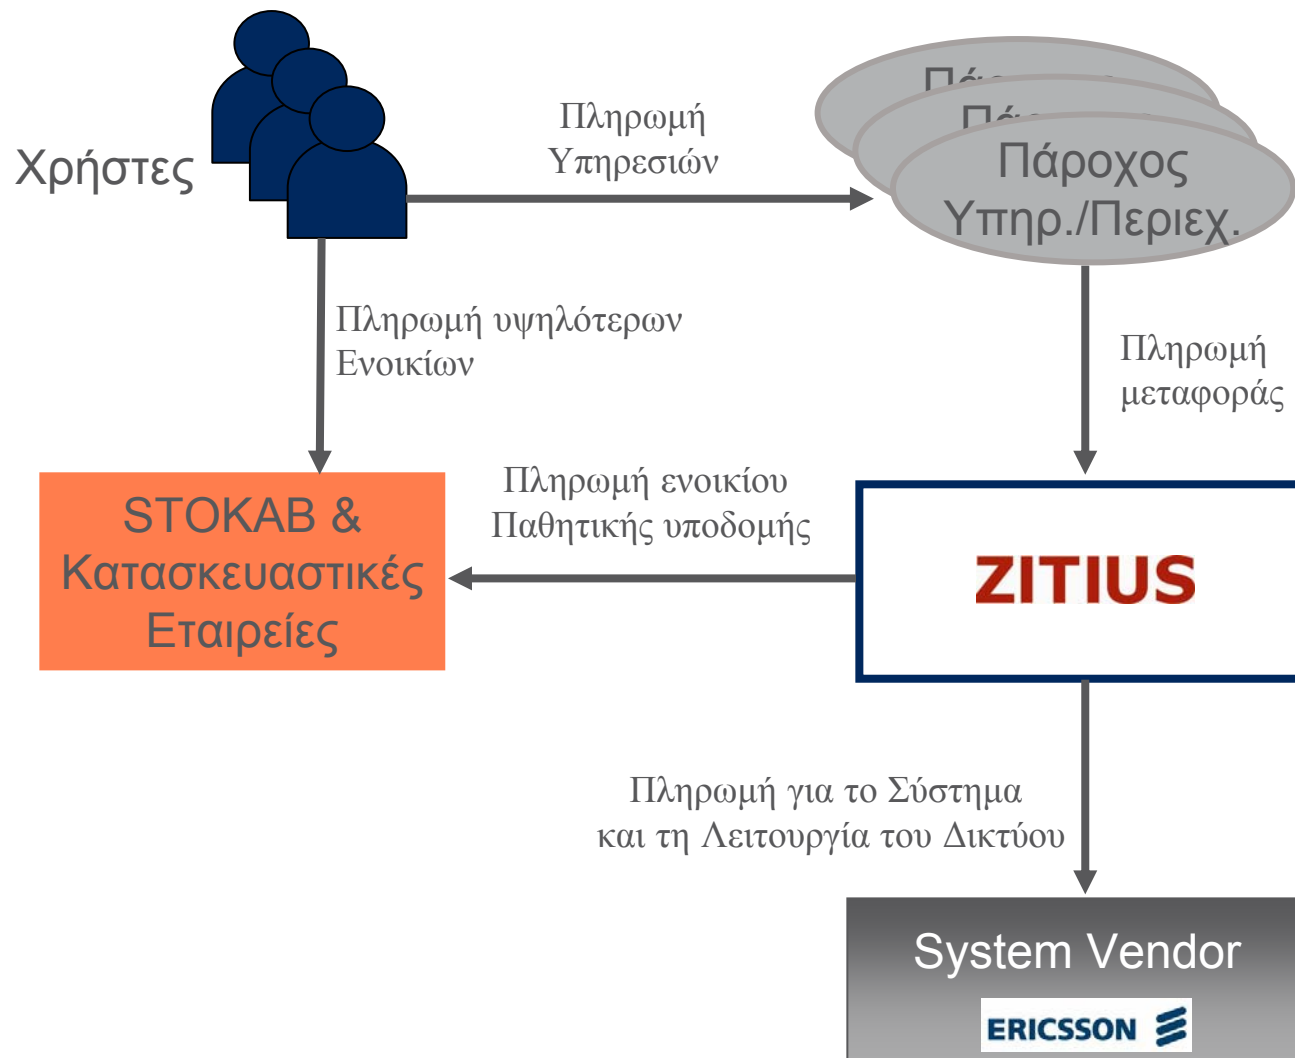 Χρήστες
Πληρωμή
Υπηρεσιών
Πάροχος
Υπηρ./Περιεχ.
Πληρωμή υψηλότερων
Ενοικίων
Πληρωμή
μεταφοράς
STOKAB &
Κατασκευαστικές
Εταιρείες
Πληρωμή ενοικίου
Παθητικής υποδομής
ZITIUS
Πληρωμή για το Σύστημα
και τη Λειτουργία του Δικτύου
System Vendor
ERICSSON